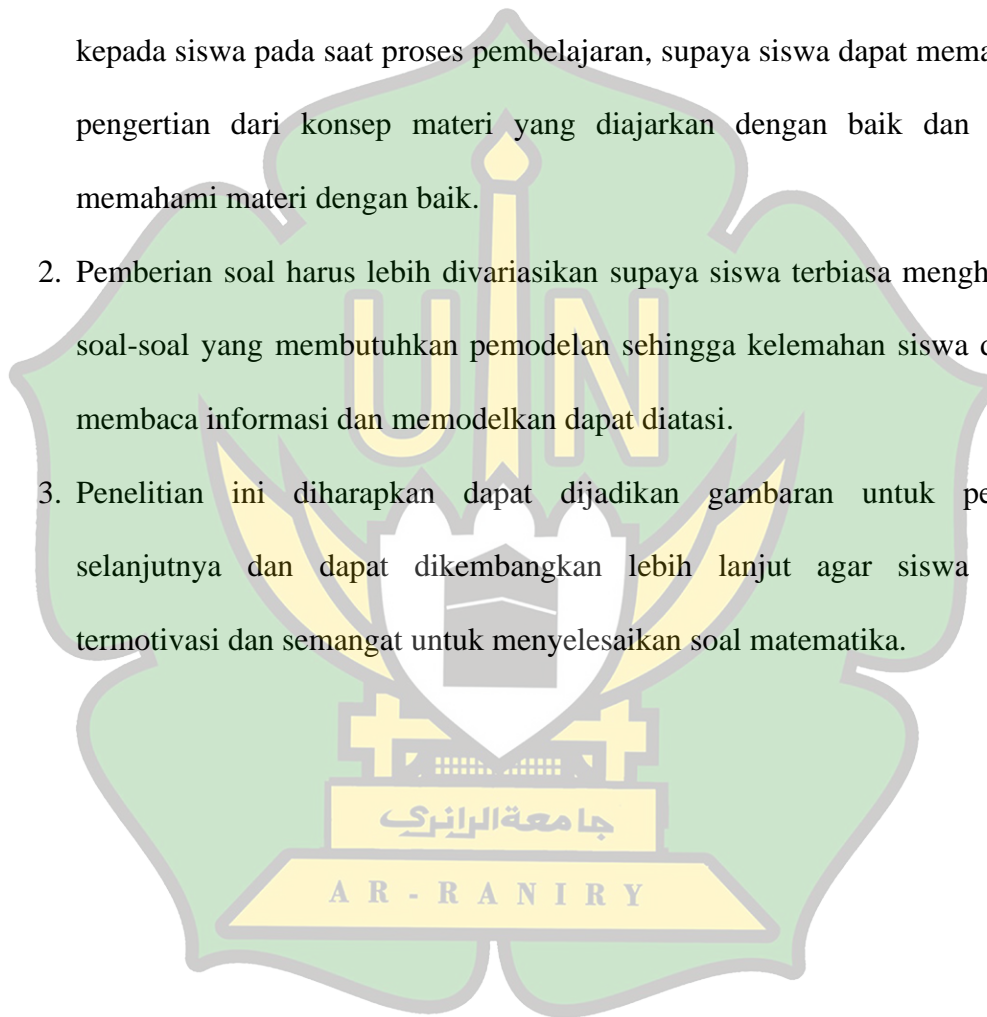 kepada siswa pada saat proses pembelajaran, supaya siswa dapat mema
pengertian dari konsep materi yang diajarkan dengan baik dan
memahami materi dengan baik.
2. Pemberian soal harus lebih divariasikan supaya siswa terbiasa mengh
soal-soal yang membutuhkan pemodelan sehingga kelemahan siswa d
membaca informasi dan memodelkan dapat diatasi.
3. Penelitian ini diharapkan dapat dijadikan gambaran untuk pe
selanjutnya dan dapat dikembangkan lebih lanjut agar siswa
termotivasi dan semangat untuk menyelesaikan soal matematika.
UIN
جامعة الرانري
AR-RANIRY